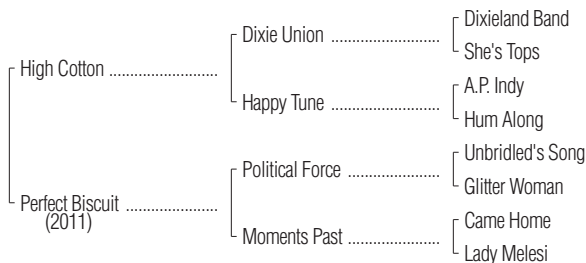 Dixieland Band
Dixie Union
She's Tops
High Cotton
A.P. Indy
Happy Tune
Hum Along
Unbridled's Song
Political Force
Glitter Woman
Perfect Biscuit
(2011)
Came Home
Moments Past
Lady Melesi